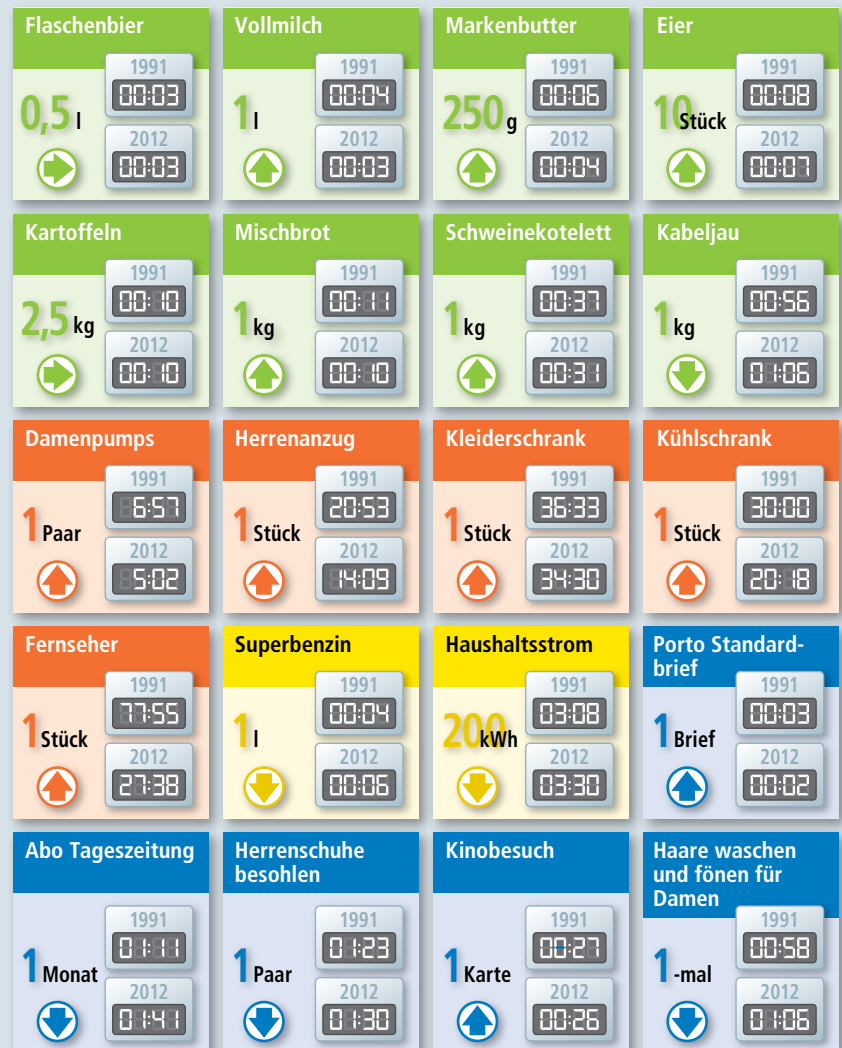 Flaschenbier
1991
00:03
0,5 l
2012
00:03
Vollmilch
1991
00:04
1 l
2012
00:03
Markenbutter
1991
00:06
250 g
2012
00:04
Eier
1991
00:08
10 Stück
2012
00:07
Kartoffeln
1991
00:10
2,5 kg
2012
00:10
Mischbrot
1991
00:11
1 kg
2012
00:10
Schweinekotelett
1991
00:37
1 kg
2012
00:31
Kabeljau
1991
00:56
1 kg
2012
01:06
Damenpumps
1991
6:57
1 Paar
2012
5:02
Herrenanzug
1991
20:53
1 Stück
2012
14:09
Kleiderschrank
1991
36:33
1 Stück
2012
34:30
Kühlschrank
1991
30:00
1 Stück
2012
20:18
Fernseher
1991
77:55
1 Stück
2012
27:38
Superbenzin
1991
00:04
1 l
2012
00:06
Haushaltsstrom
1991
03:08
200 kWh
2012
03:30
Porto Standard-
brief
1991
00:03
1 Brief
2012
00:02
Abo Tageszeitung
1991
01:11
1 Monat
2012
01:41
Herrenschuhe
besohlen
1991
01:23
1 Paar
2012
01:30
Kinobesuch
1991
00:27
1 Karte
2012
00:26
Haare waschen
und fönen für
Damen
1991
00:58
1 -mal
2012
01:06